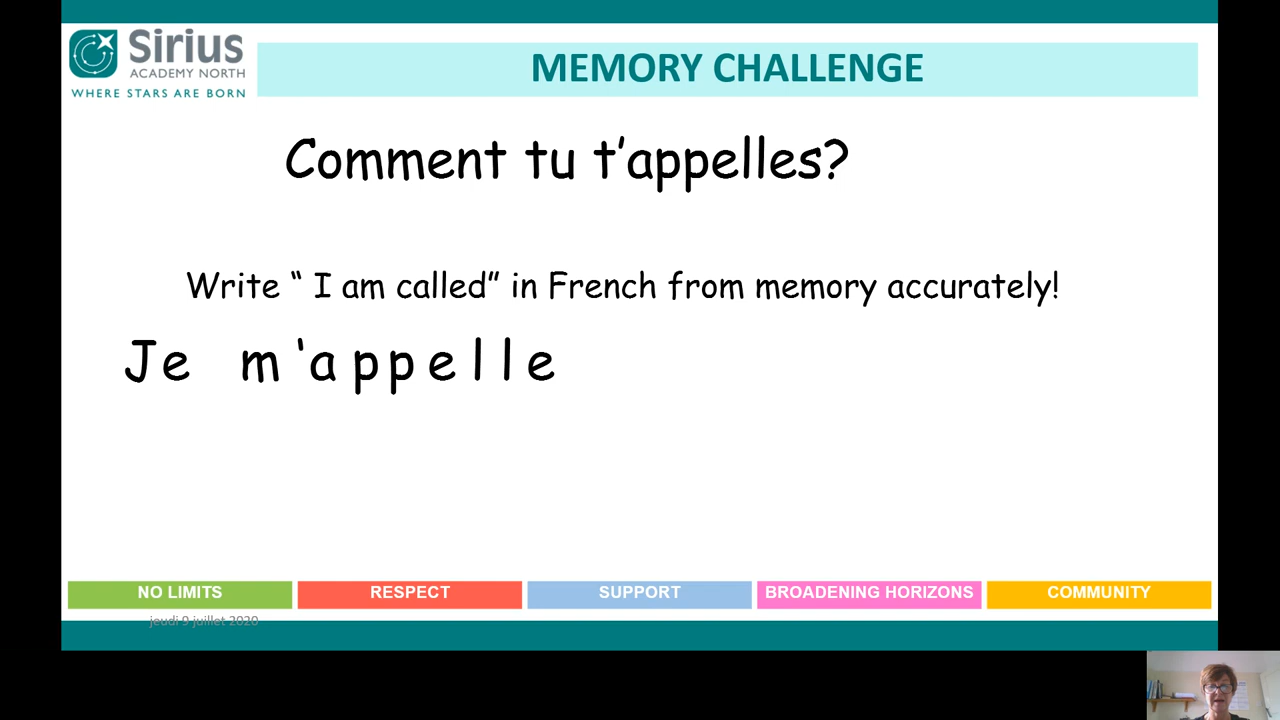 Sirius
ACADEMY NORTH
WHERE STARS ARE BORN
MEMORY CHALLENGE
Comment tu t’appelles?
Write “ I am called” in French from memory accurately!
Je m ‘a p p e l l e
NO LIMITS
RESPECT
SUPPORT
BROADENING HORIZONS
COMMUNITY
jeudi 9 juillet 2020